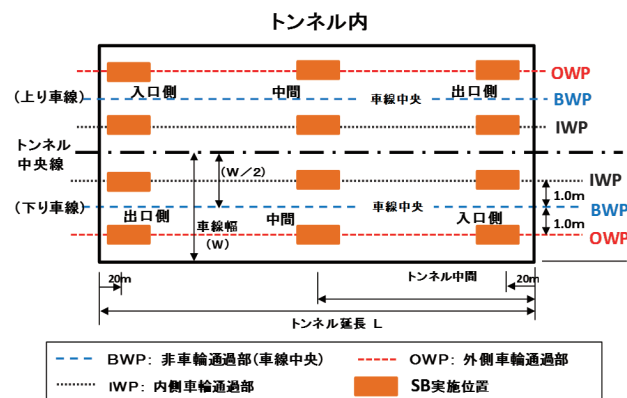 トンネル内
OWP
入口側 中間 出口側
(上り車線) 車線中央 BWP
IWP
トンネル
中央線
(W/2) IWP
1.0m
(下り車線) 車線中央 BWP
出口側 中間 入口側
車線幅 1.0m
(W) OWP
トンネル中間
20m 20m
トンネル延長 L
BWP: 非車輪通過部(車線中央) OWP: 外側車輪通過部
IWP: 内側車輪通過部 SB実施位置